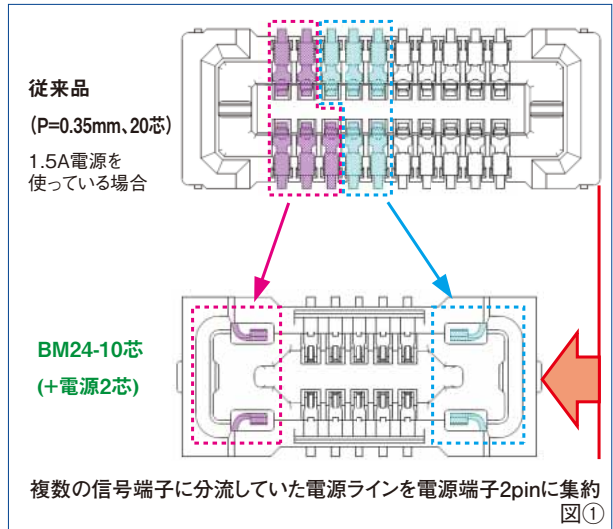 従来品
(P=0.35mm、20芯)
1.5A電源を
使っている場合
BM24-10芯
(+電源2芯)
複数の信号端子に分流していた電源ラインを電源端子2pinに集約
図①